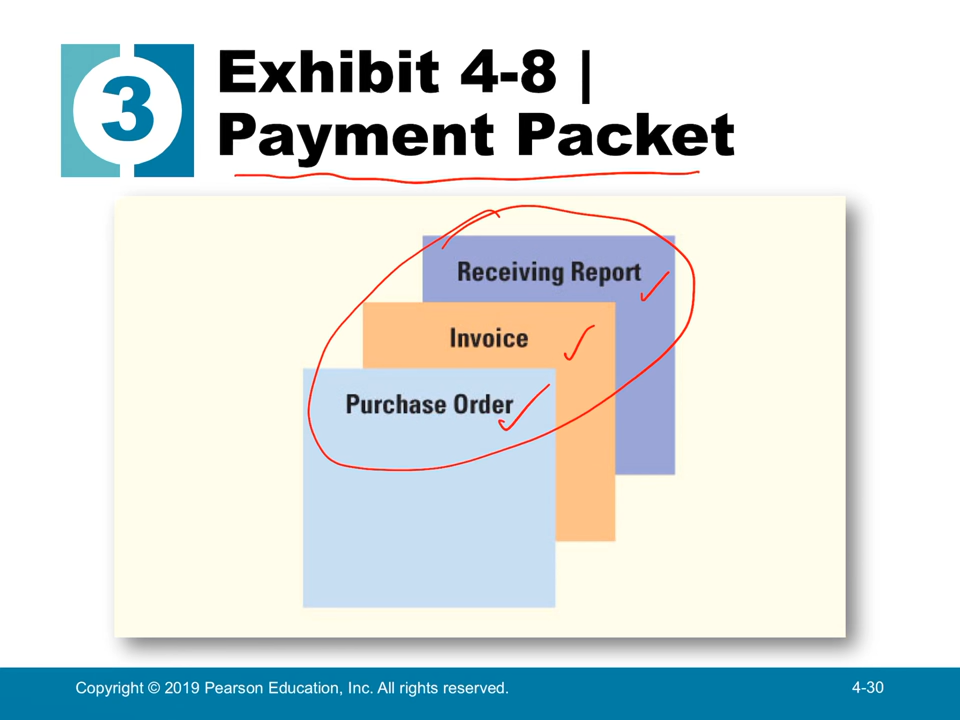 3
Exhibit 4-8 |
Payment Packet
Receiving Report
Invoice
Purchase Order
Copyright © 2019 Pearson Education, Inc. All rights reserved.
4-30